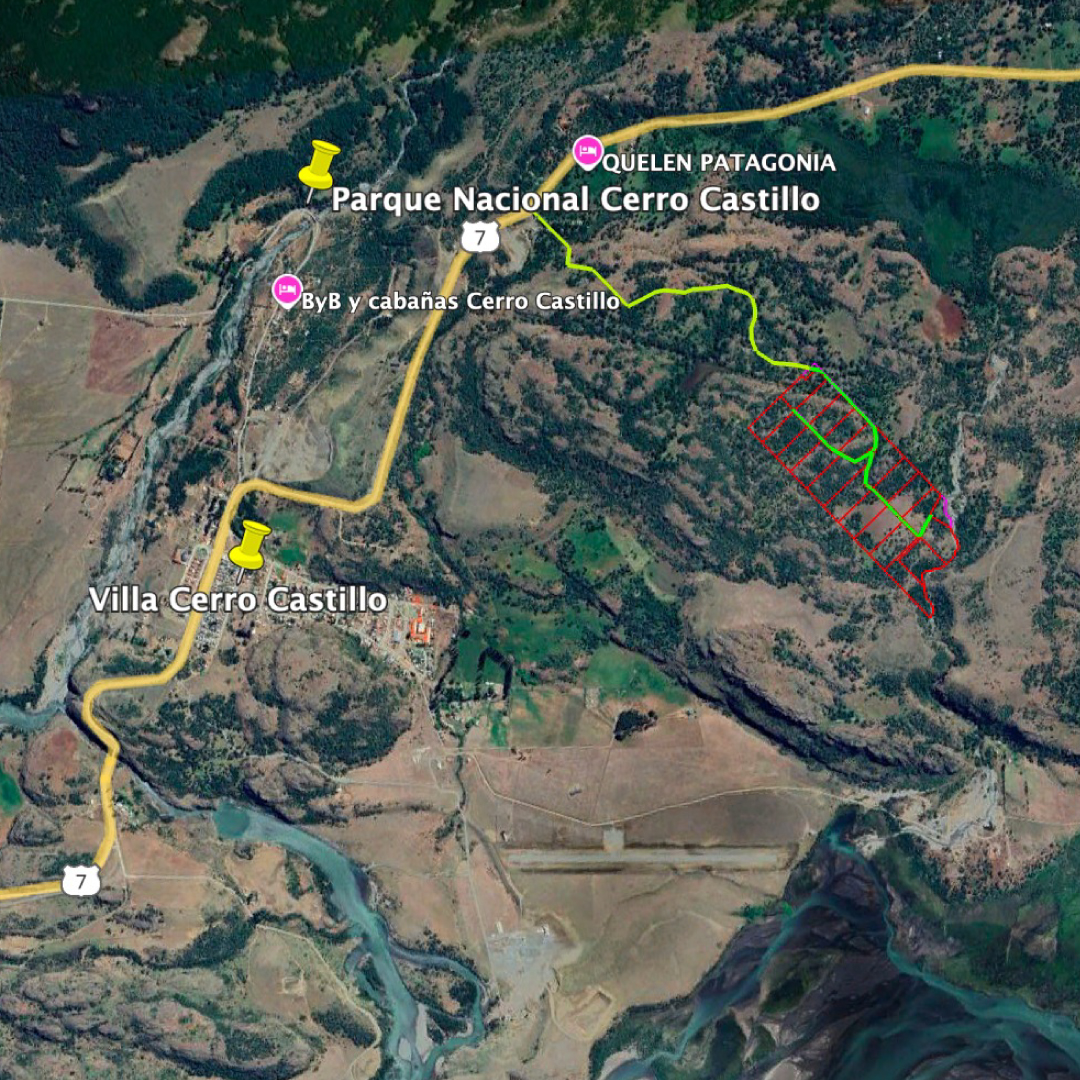 QUELEN PATAGONIA
Parque Nacional Cerro Castillo
7
ByB y cabañas Cerro Castillo
Villa Cerro Castillo
7